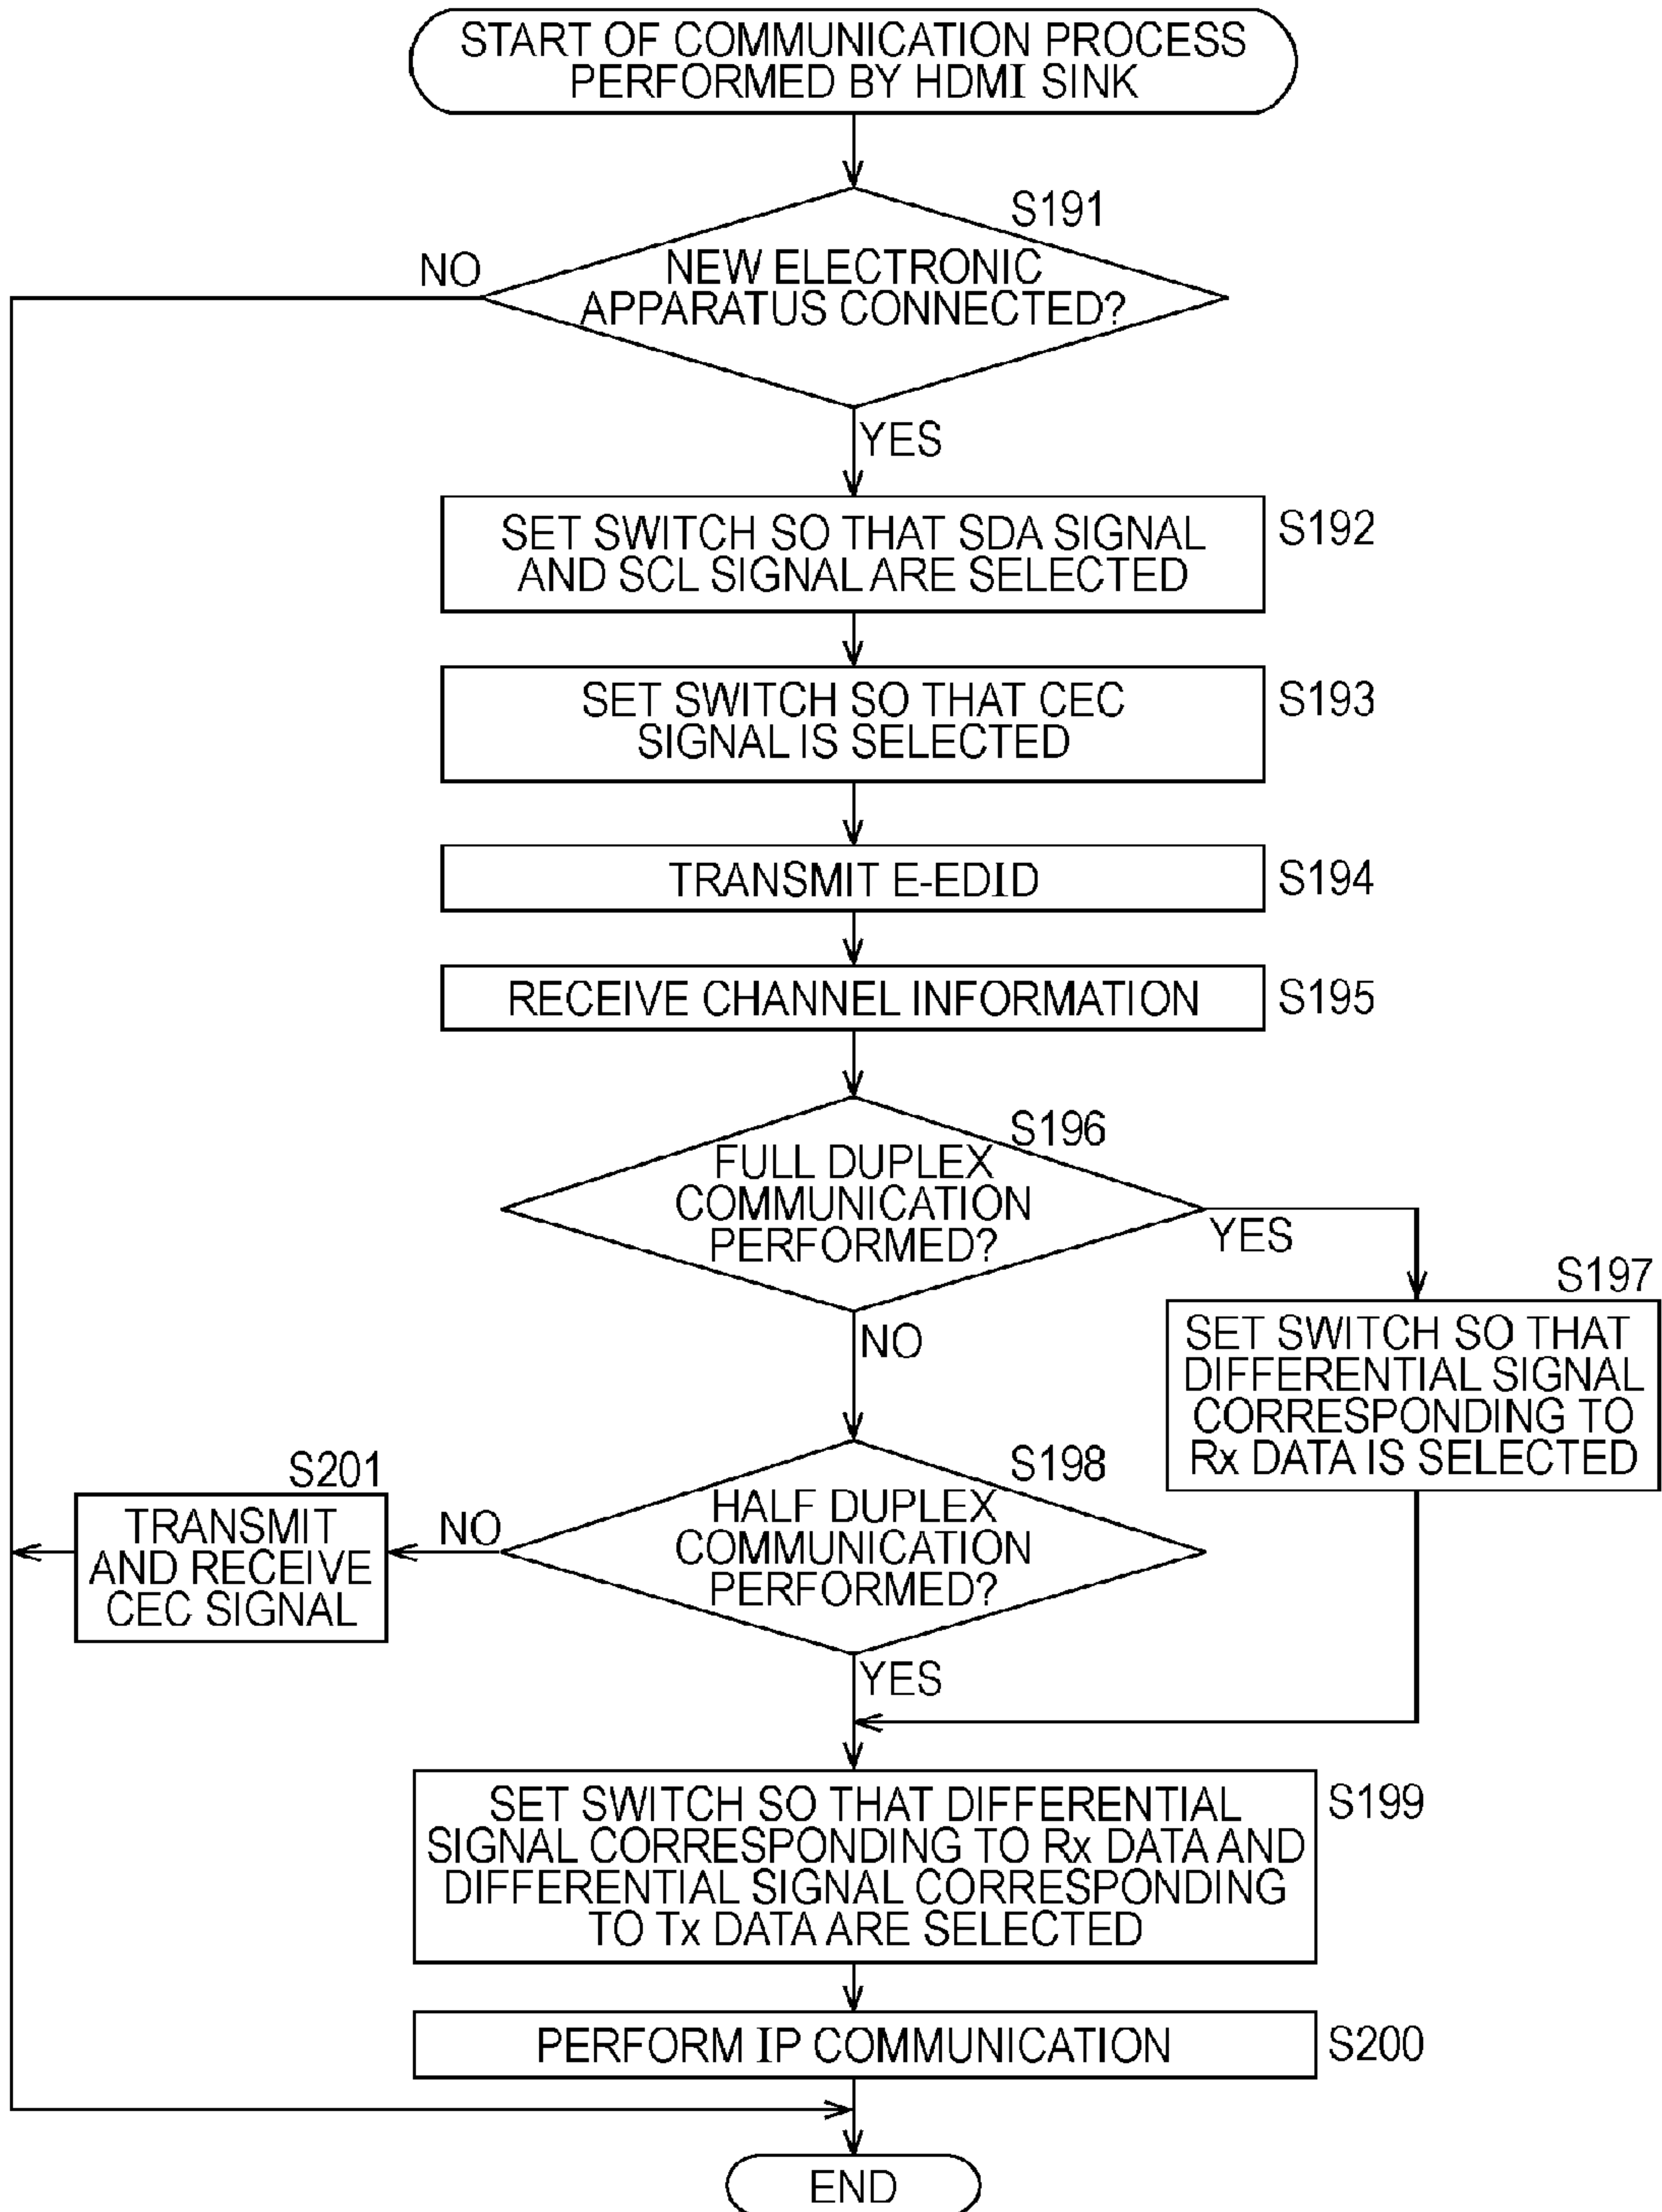 START OF COMMUNICATION PROCESS
PERFORMED BY HDMI SINK
S191
NO
NEW ELECTRONIC
APPARATUS CONNECTED?
YES
SET SWITCH SO THAT SDA SIGNAL
AND SCL SIGNAL ARE SELECTED
S192
SET SWITCH SO THAT CEC
SIGNAL IS SELECTED
S193
TRANSMIT E-EDID
S194
RECEIVE CHANNEL INFORMATION
S195
S196
FULL DUPLEX
COMMUNICATION
PERFORMED?
YES
NO
S197
SET SWITCH SO THAT
DIFFERENTIAL SIGNAL
CORRESPONDING TO
Rx DATA IS SELECTED
S198
HALF DUPLEX
COMMUNICATION
PERFORMED?
NO
S201
TRANSMIT
AND RECEIVE
CEC SIGNAL
YES
SET SWITCH SO THAT DIFFERENTIAL
SIGNAL CORRESPONDING TO Rx DATA AND
DIFFERENTIAL SIGNAL CORRESPONDING
TO Tx DATA ARE SELECTED
S199
PERFORM IP COMMUNICATION
S200
END